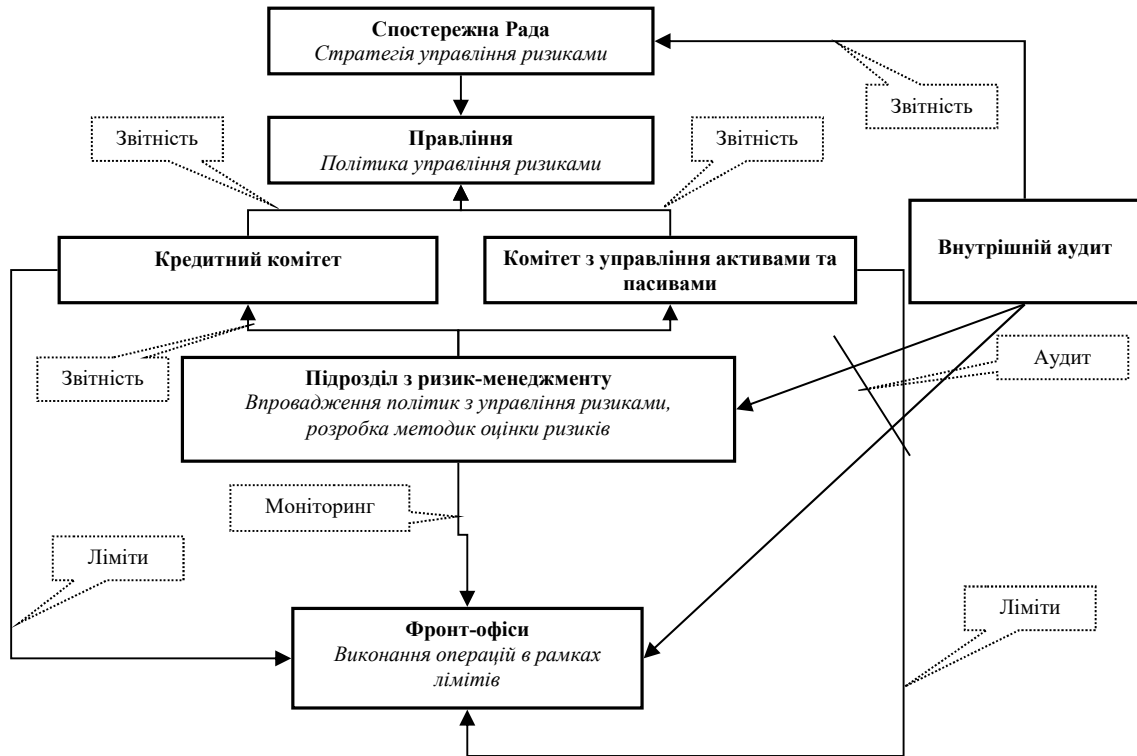 Спостережна Рада
Стратегія управління ризиками
Звітність
Звітність
Правління
Політика управління ризиками
Звітність
Кредитний комітет
Комітет з управління активами та
пасивами
Внутрішній аудит
Звітність
Аудит
Підрозділ з ризик-менеджменту
Впровадження політик з управління ризиками,
розробка методик оцінки ризиків
Моніторинг
Ліміти
Ліміти
Фронт-офіси
Виконання операцій в рамках
лімітів